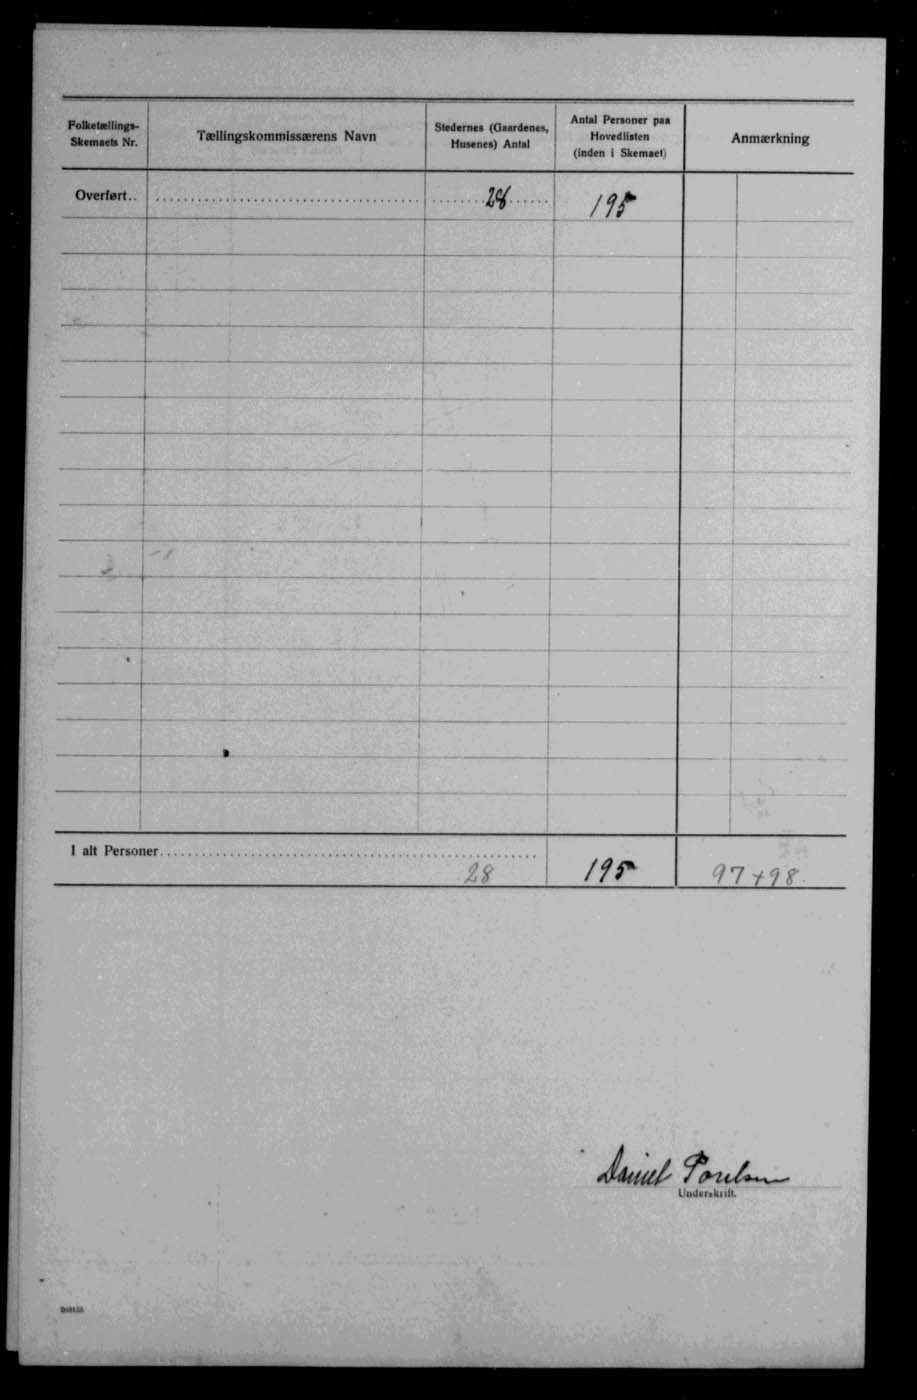 Folketællings-
Skemaets Nr.
Tællingskommissærens Navn
Stedernes (Gaardenes,
Husenes) Antal
Antal Personer paa
Hovedlisten
(inden i Skemaet)
Anmærkning
Overført.. 28 195
I alt Personer 28 195 97+98.
Daniel
Underskrift.